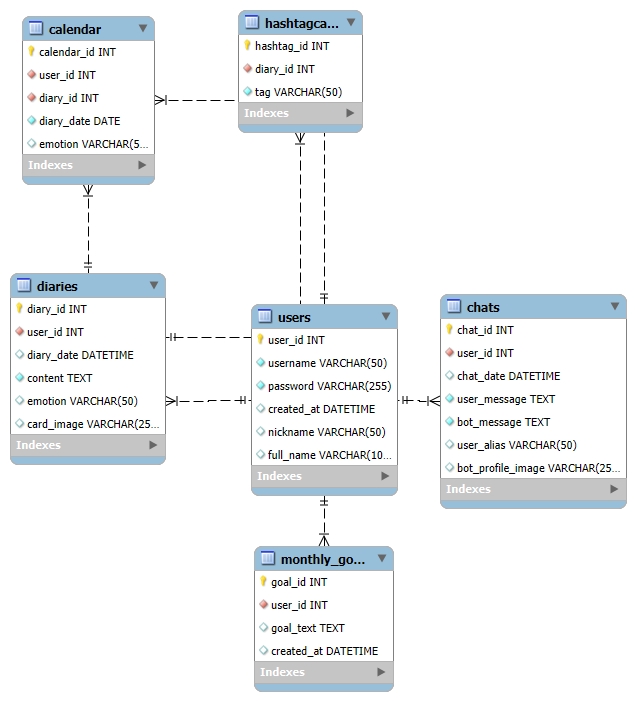 calendar
calendar_id INT
user_id INT
diary_id INT
diary_date DATE
emotion VARCHAR(5...
Indexes
hashtagca...
hashtag_id INT
diary_id INT
tag VARCHAR(50)
Indexes
diaries
diary_id INT
user_id INT
diary_date DATETIME
content TEXT
emotion VARCHAR(50)
card_image VARCHAR(25...
Indexes
users
user_id INT
username VARCHAR(50)
password VARCHAR(255)
created_at DATETIME
nickname VARCHAR(50)
full_name VARCHAR(10...
Indexes
chats
chat_id INT
user_id INT
chat_date DATETIME
user_message TEXT
bot_message TEXT
user_alias VARCHAR(50)
bot_profile_image VARCHAR(25...
Indexes
monthly_go...
goal_id INT
user_id INT
goal_text TEXT
created_at DATETIME
Indexes